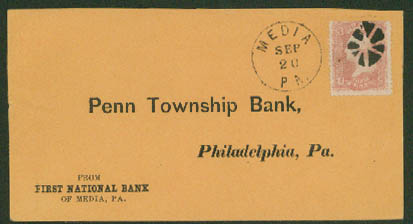 MEDIA
SEP
20
PA.
Penn Township Bank,
Philadelphia, Pa.
FROM
FIRST NATIONAL BANK
OF MEDIA, PA.